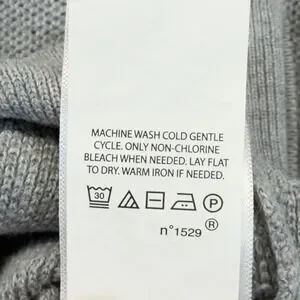 MACHINE WASH COLD GENTLE
CYCLE. ONLY NON-CHLORINE
BLEACH WHEN NEEDED. LAY FLAT
TO DRY. WARM IRON IF NEEDED.
30 P
n°1529 ®